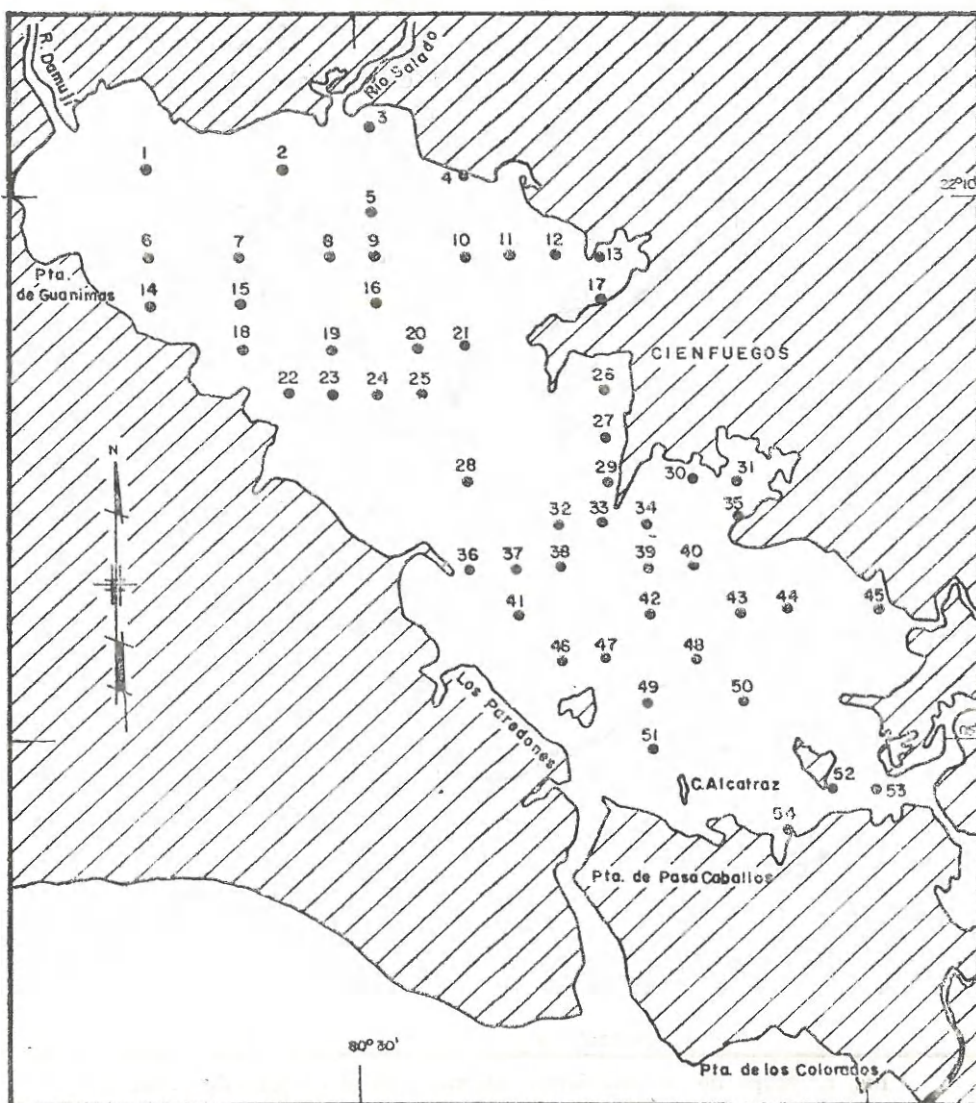 R. Damuji
Río Salado
3
1 2
4
22°10'
5
6 7 8 9 10 11 12 13
Pta.
de Guanimas
14 15 16 17
18 19 20 21
CIENFUEGOS
22 23 24 25 26
27
N
28 29 30 31
32 33 34 35
36 37 38 39 40
41 42 43 44 45
46 47 48
Los Paredones
49 50
51
05'
C. Alcatraz
52 53
54
Pta. de Pasa Caballos
80°30'
Pta. de los Colorados